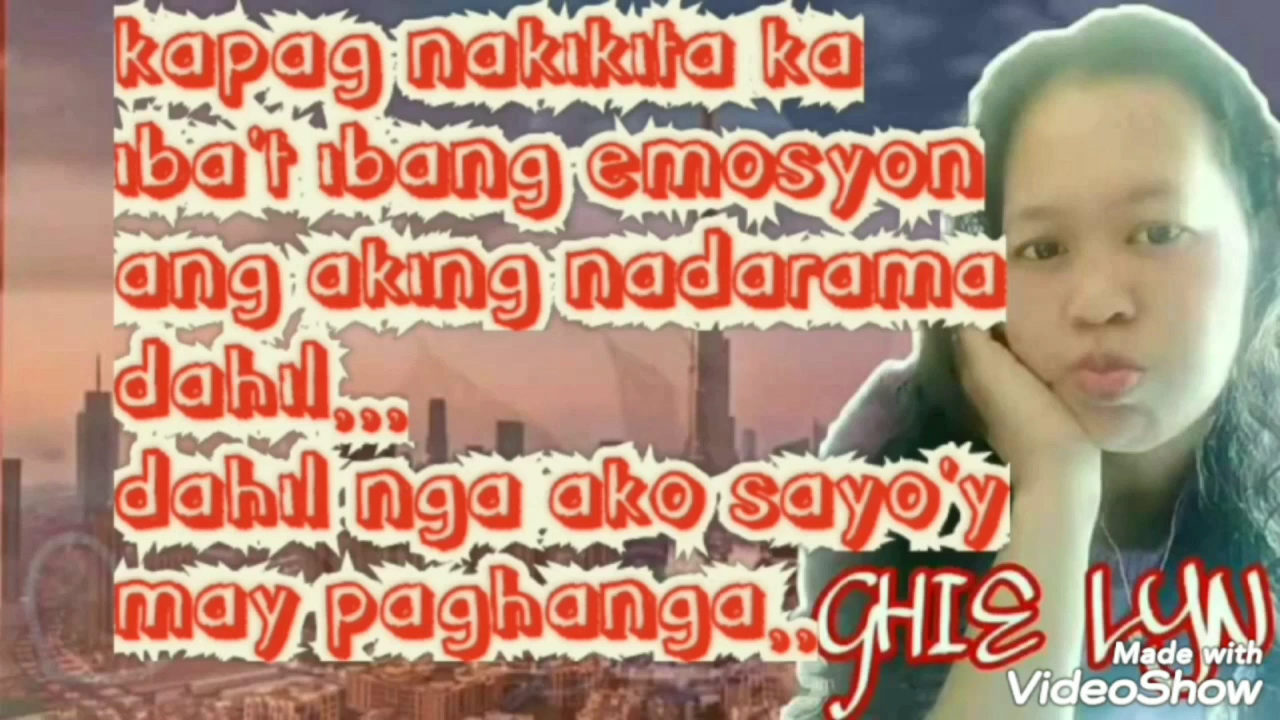 kapag nakikita ka
iba't ibang emosyon
ang aking nadarama
dahil,,,
dahil nga ako sayo'y
may paghanga,,
GHIE LYN
Made with
VideoShow